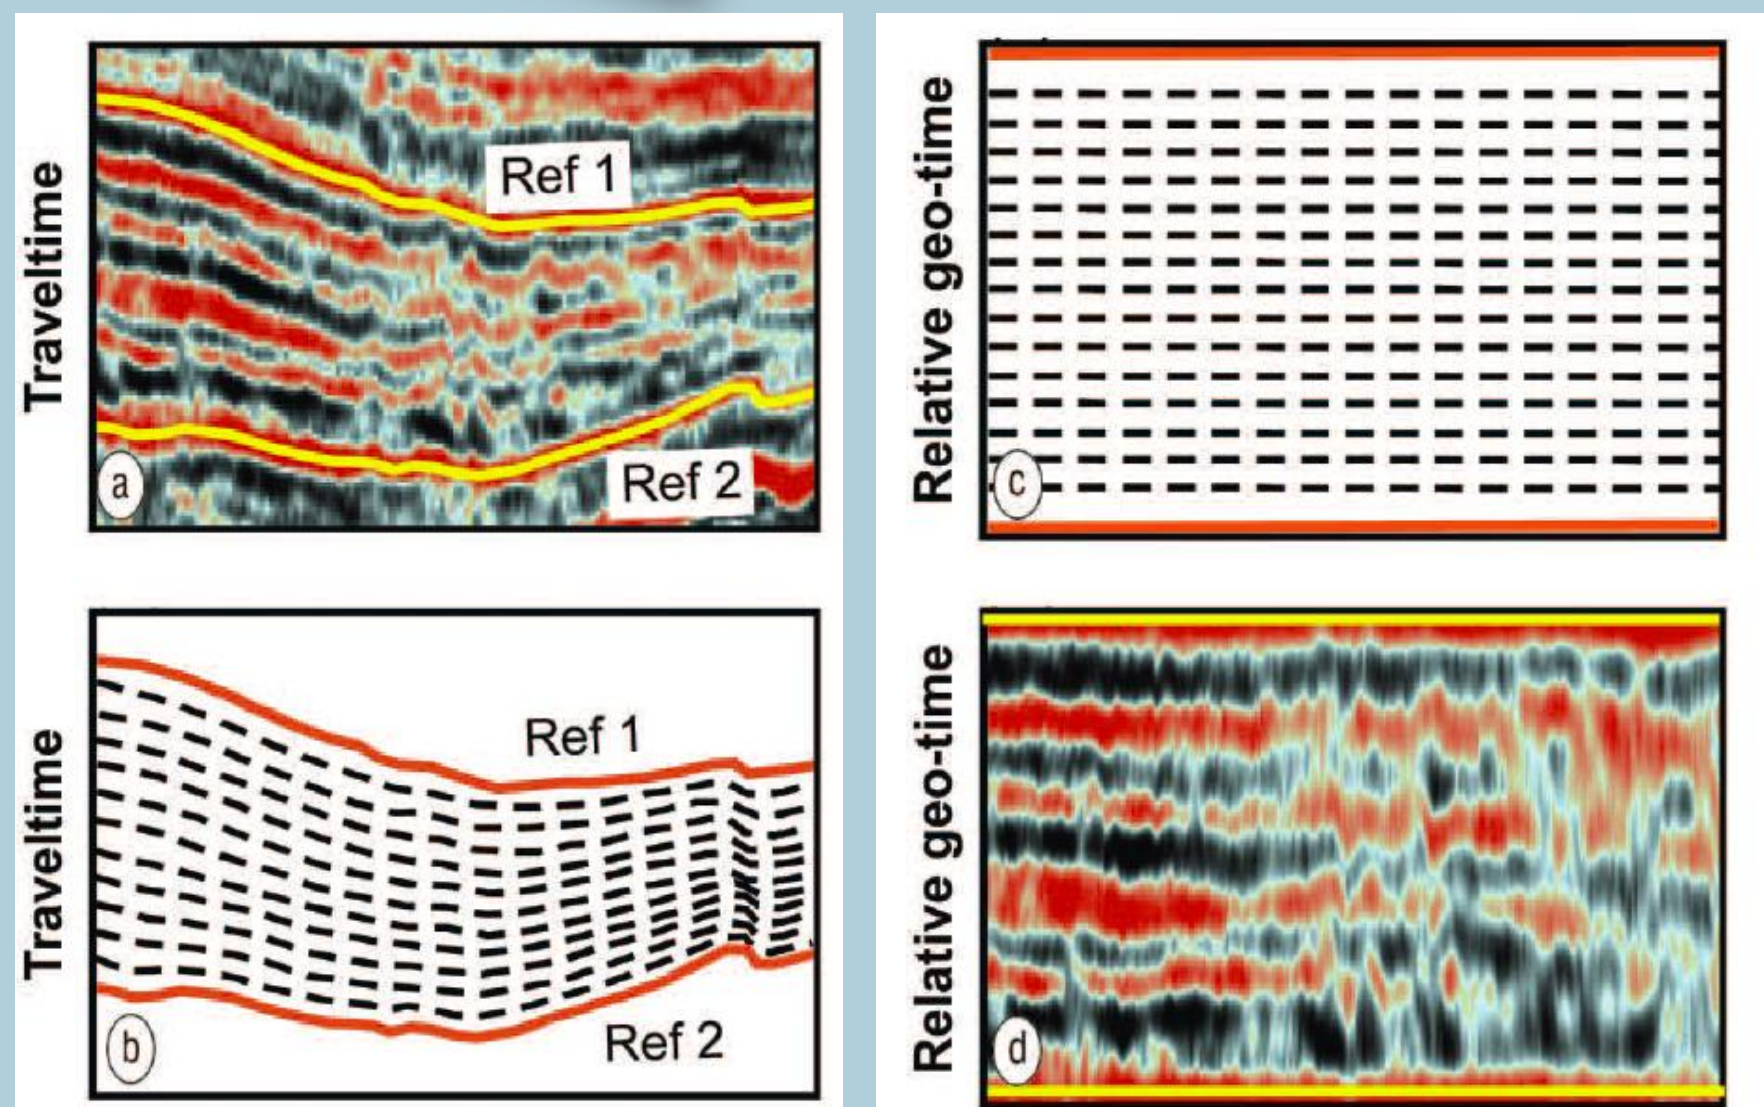 Traveltime
Ref 1
Ref 2
a
Relative geo-time
c
Traveltime
Ref 1
Ref 2
b
Relative geo-time
d